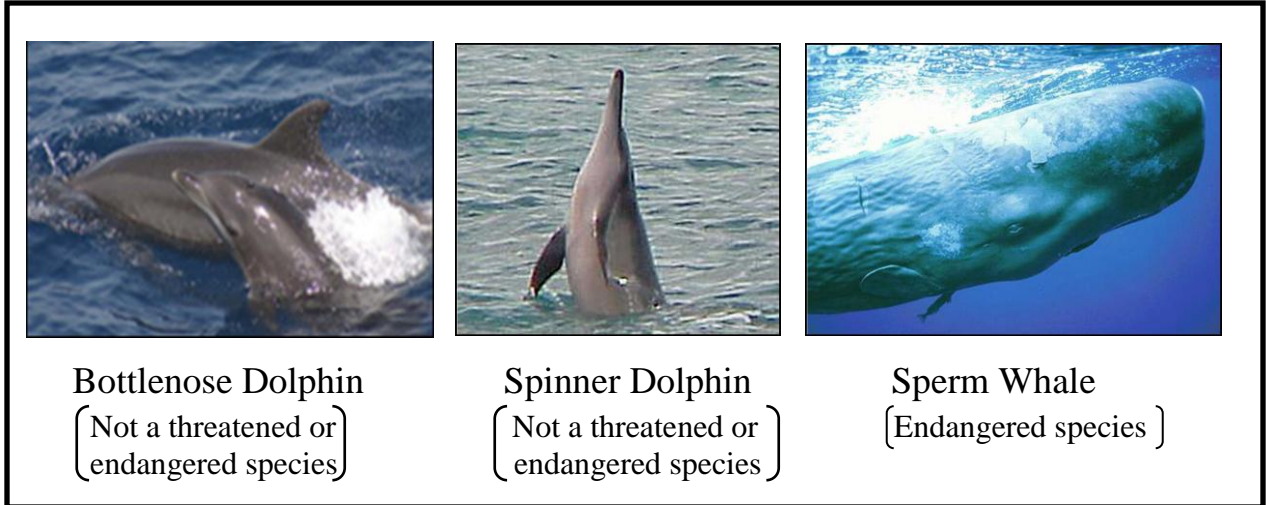 Bottlenose Dolphin
Not a threatened or
endangered species
Spinner Dolphin
Not a threatened or
endangered species
Sperm Whale
Endangered species